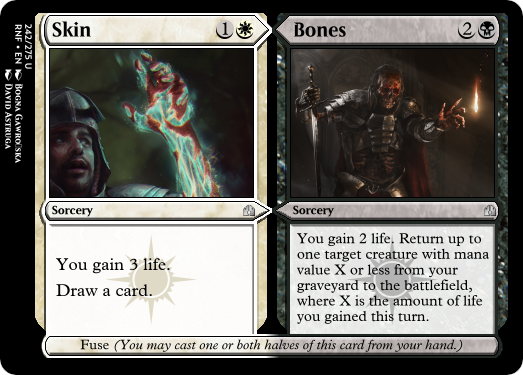 Skin 1
Sorcery
You gain 3 life.
Draw a card.
Bones 2
Sorcery
You gain 2 life. Return up to
one target creature with mana
value X or less from your
graveyard to the battlefield,
where X is the amount of life
you gained this turn.
Fuse (You may cast one or both halves of this card from your hand.)
242/275 U
RNF • EN Bogna Gawrońska
David Astruga